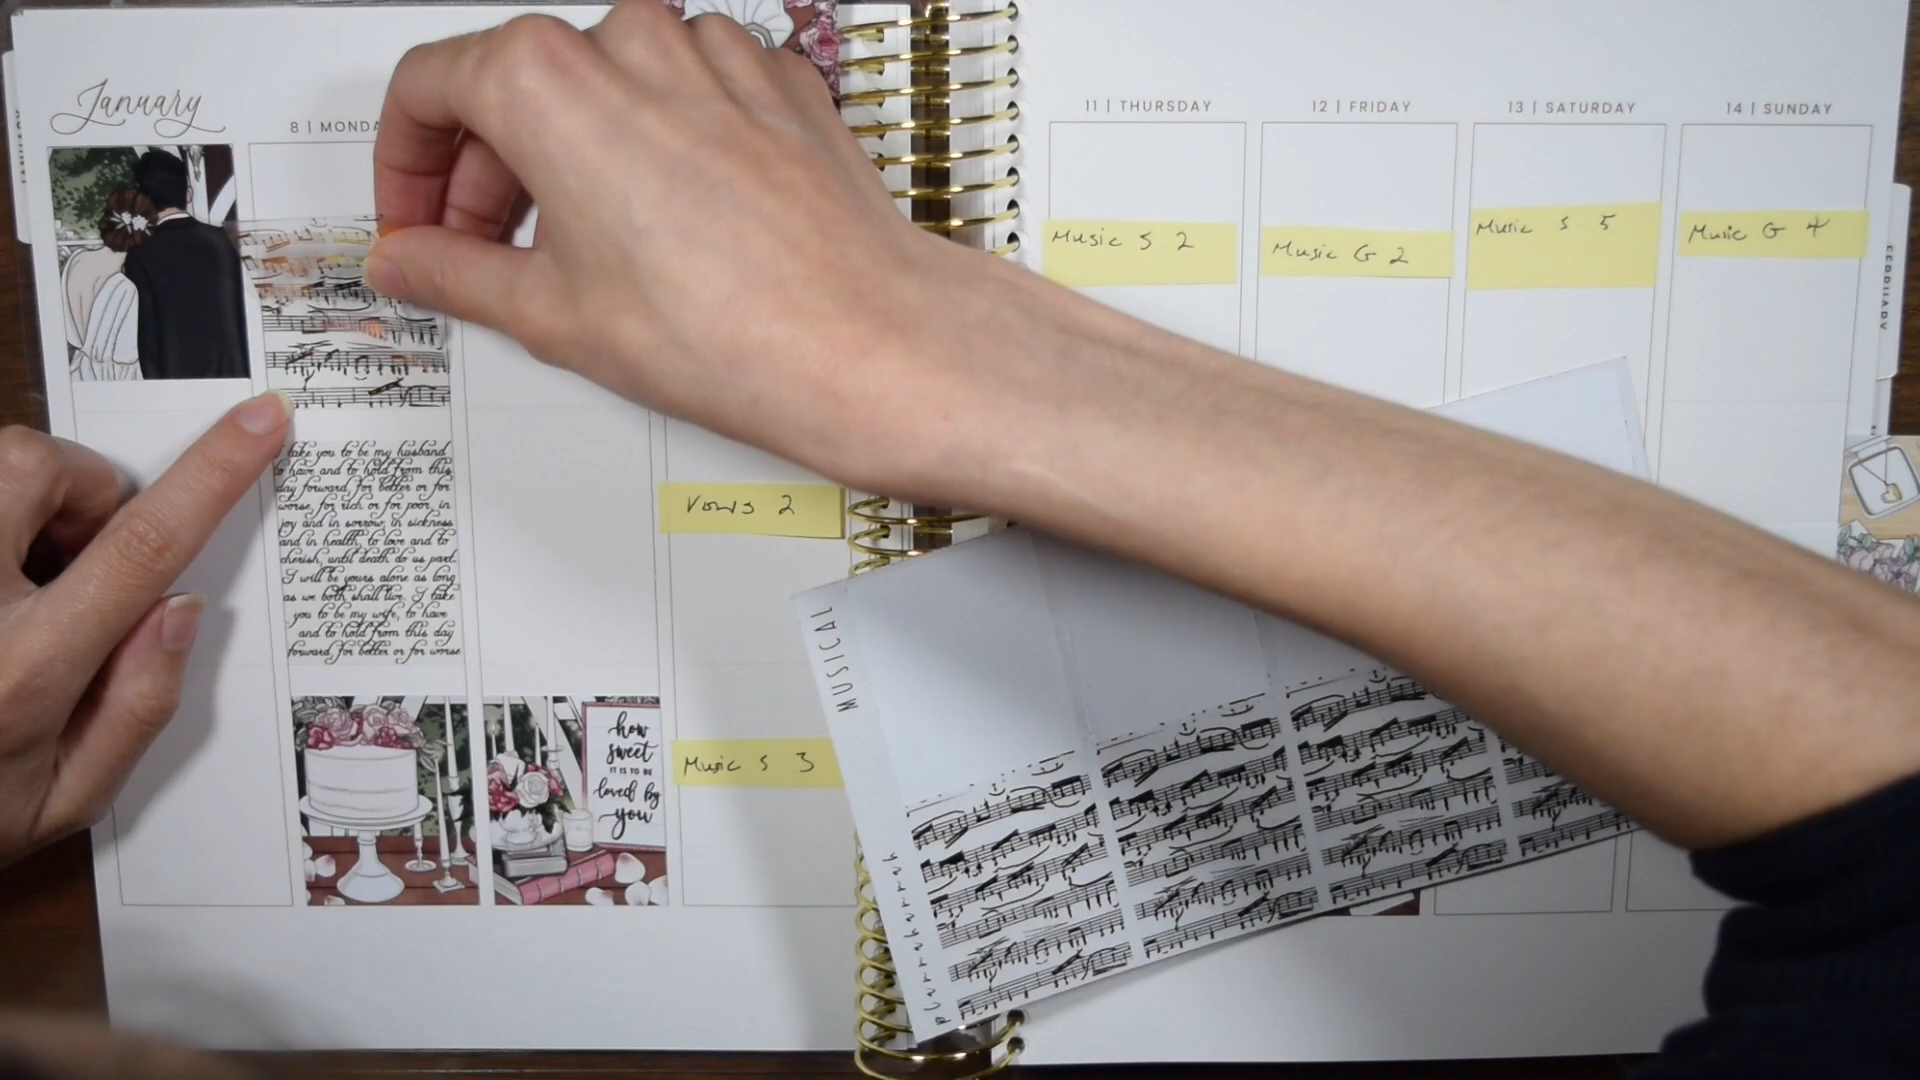 January
8 | MONDA
11 | THURSDAY
12 | FRIDAY
13 | SATURDAY
14 | SUNDAY
Music S 2
Music G 2
Music S 5
Music G 4
FEBRUARY
take you to be my husband
to have and to hold from this
day forward, for better or for
worse, for rich or for poor, in
joy and in sorrow, in sickness
and in health, to love and to
cherish, until death do us part.
I will be yours alone as long
as we both shall live. I take
you to be my wife, to have
and to hold from this day
forward, for better or for worse
Vows 2
Music S 3
how
sweet
IT IS TO BE
loved by
you
MUSICAL